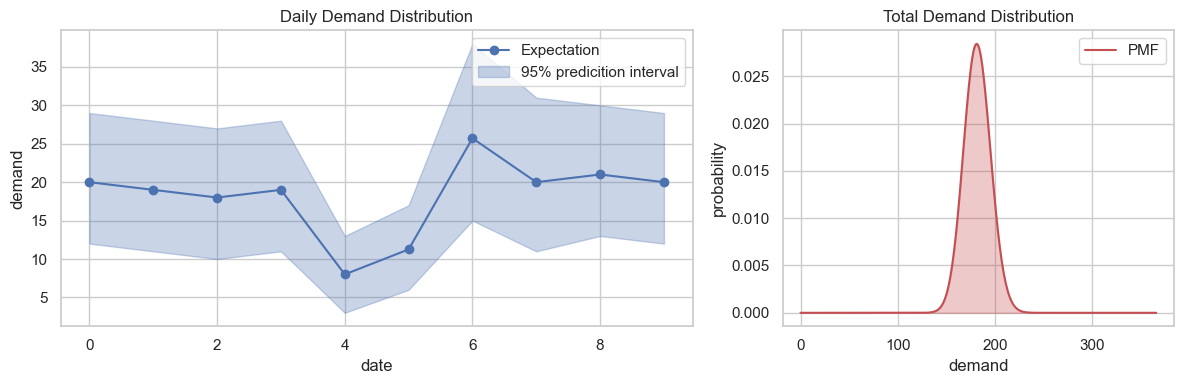 Daily Demand Distribution
Expectation
95% predicition interval
demand
35
30
25
20
15
10
5
0
2
4
6
8
date
Total Demand Distribution
PMF
probability
0.025
0.020
0.015
0.010
0.005
0.000
0
100
200
300
demand